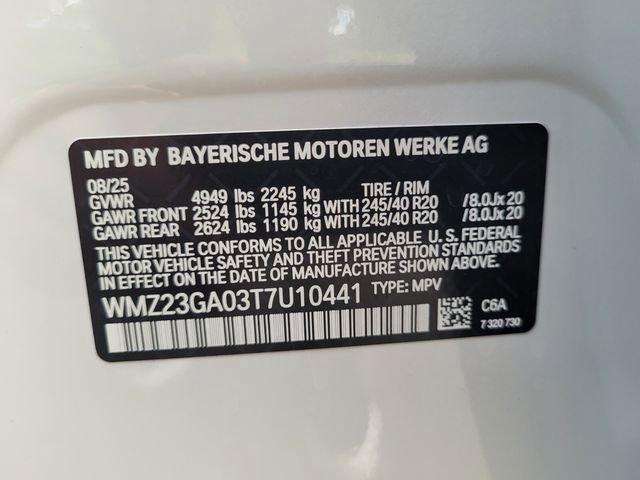 MFD BY BAYERISCHE MOTOREN WERKE AG
08/25
GVWR 4949 lbs 2245 kg TIRE / RIM
GAWR FRONT 2524 lbs 1145 kg WITH 245/40 R20 /8.0Jx20
GAWR REAR 2624 lbs 1190 kg WITH 245/40 R20 /8.0Jx20
THIS VEHICLE CONFORMS TO ALL APPLICABLE U.S. FEDERAL
MOTOR VEHICLE SAFETY AND THEFT PREVENTION STANDARDS
IN EFFECT ON THE DATE OF MANUFACTURE SHOWN ABOVE.
WMZ23GA03T7U10441 TYPE: MPV
C6A
7 320 730